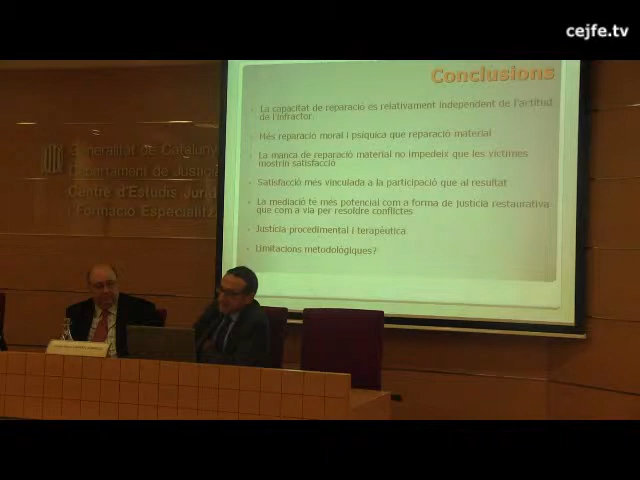 cejfe.tv
Conclusions
La capacitat de reparació és relativament independent de l'actitud
de l'infractor.
Més reparació moral i psíquica que reparació material
La manca de reparació material no impedeix que les víctimes
mostrin satisfacció
Satisfacció més vinculada a la participació que al resultat
La mediació té més potencial com a forma de justícia restaurativa
que com a via per resoldre conflictes
Justícia procedimental i terapèutica
Limitacions metodològiques?
Generalitat de Cataluny
Departament de Justícia
Centre d'Estudis Juríd
i Formació Especialitz